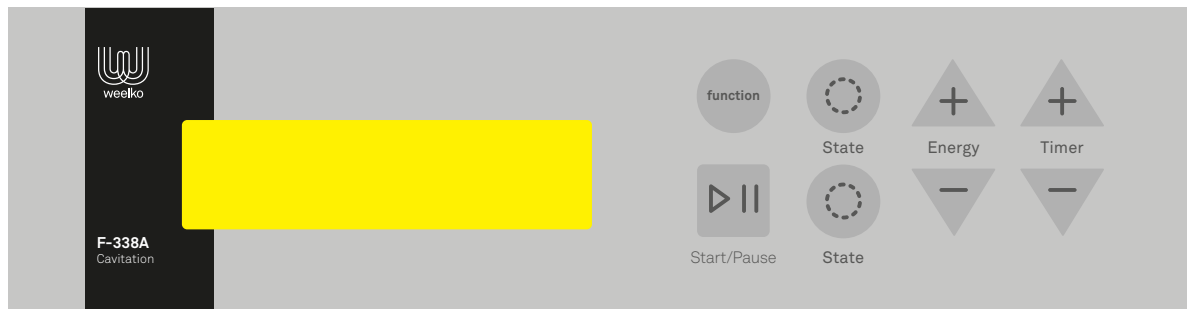 weelko
F-338A
Cavitation
function
State
Energy
Timer
Start/Pause
State